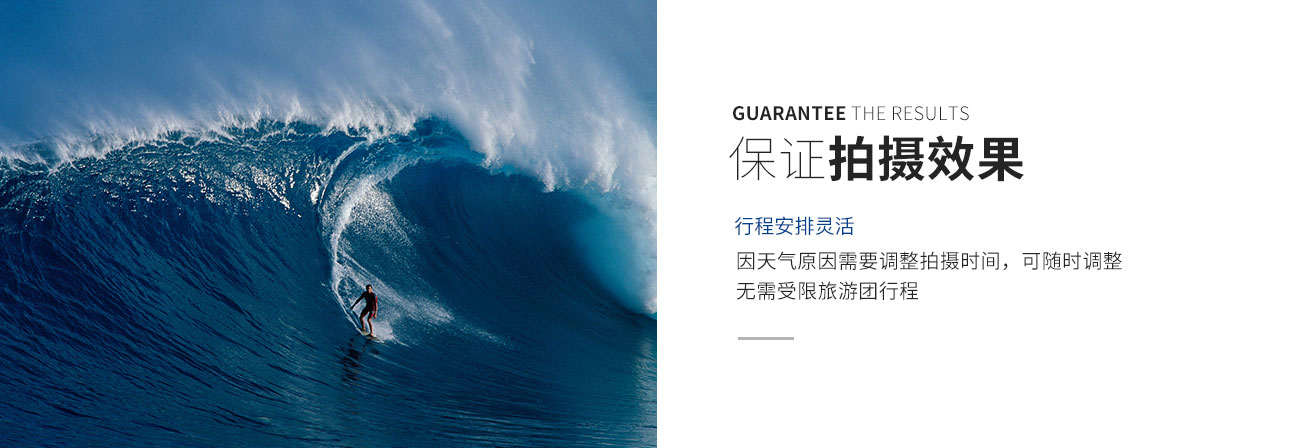 GUARANTEE THE RESULTS
保证拍摄效果
行程安排灵活
因天气原因需要调整拍摄时间，可随时调整
无需受限旅游团行程